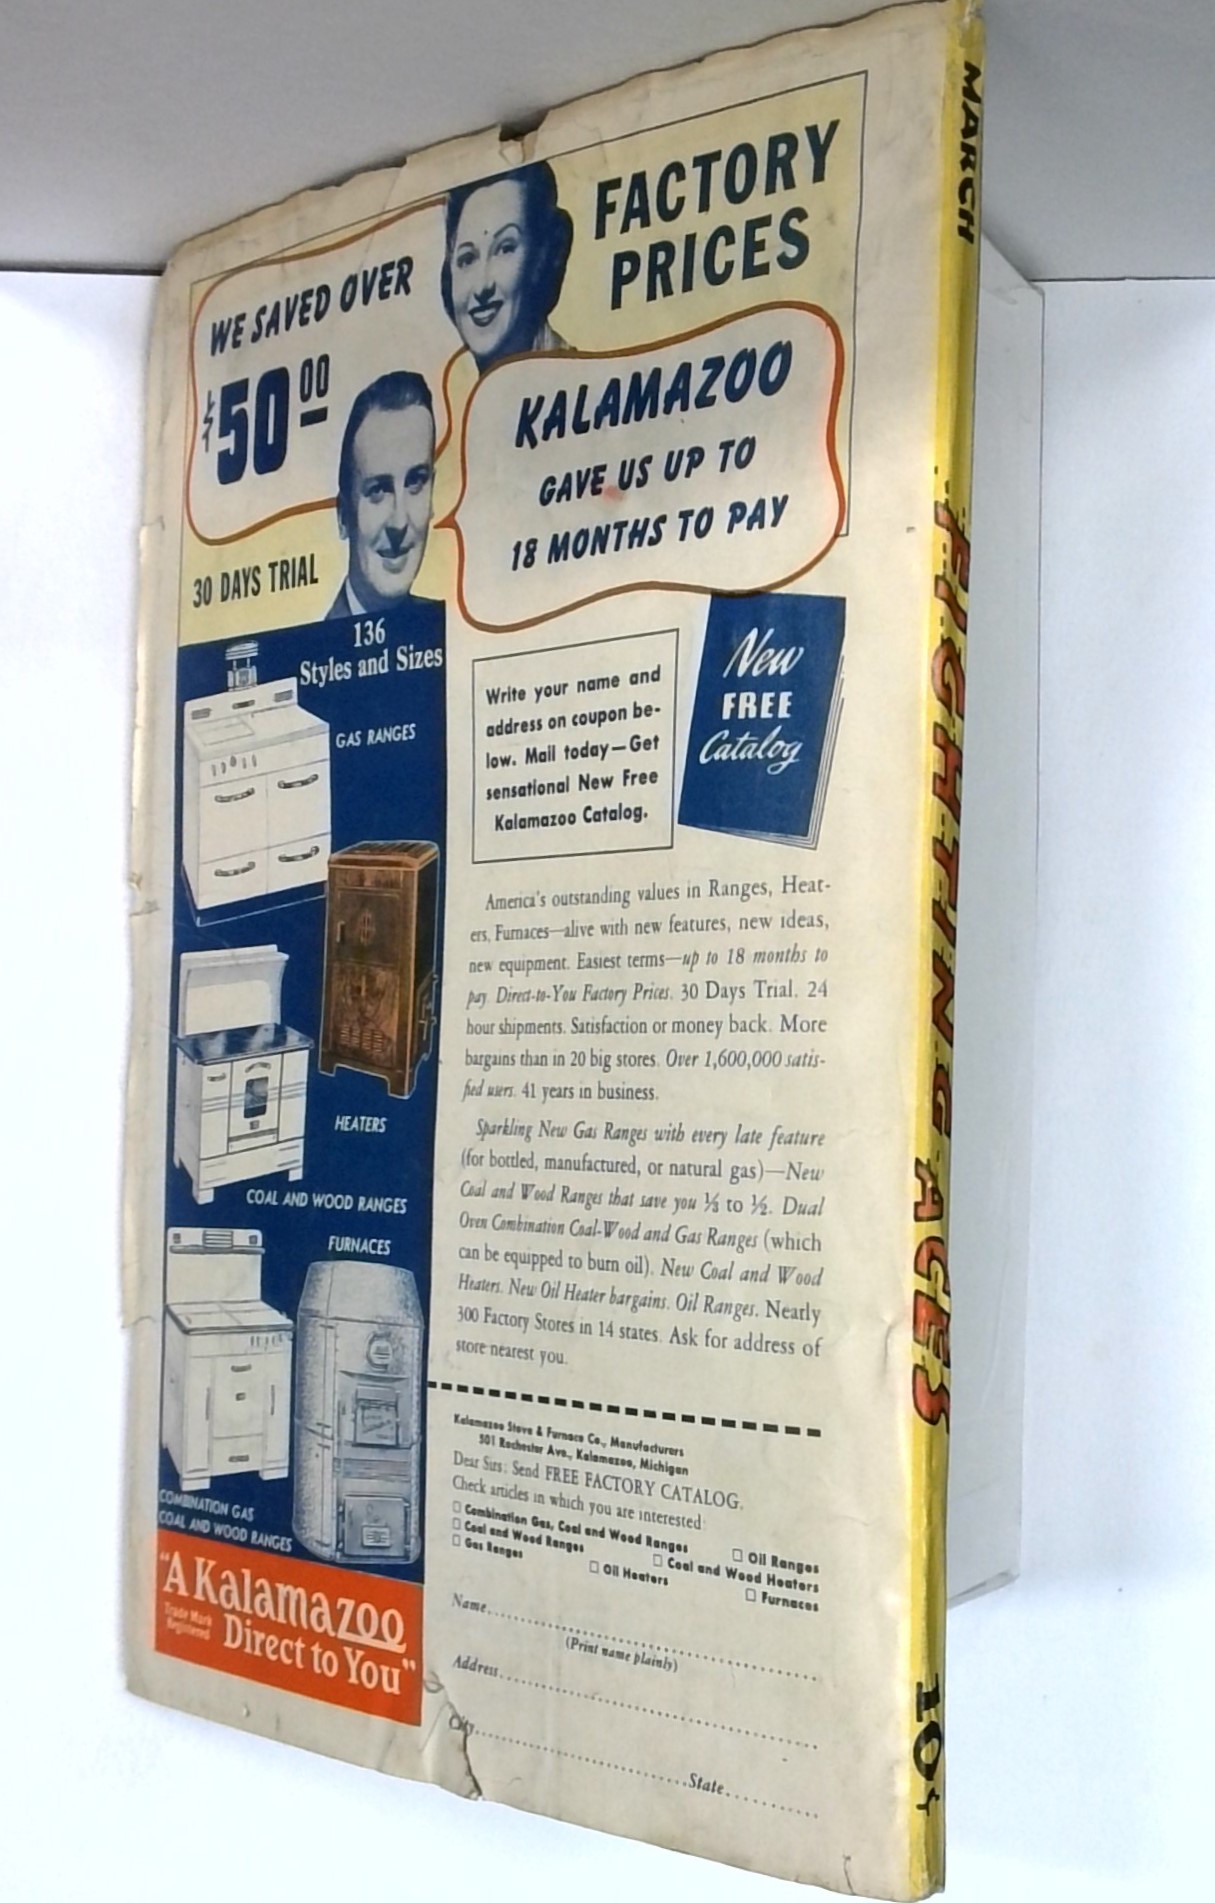 FACTORY
PRICES
WE SAVED OVER
$50 00
KALAMAZOO
GAVE US UP TO
18 MONTHS TO PAY
30 DAYS TRIAL
136
Styles and Sizes
GAS RANGES
HEATERS
COAL AND WOOD RANGES
FURNACES
COMBINATION GAS
COAL AND WOOD RANGES
"A Kalamazoo
Trade Mark
Registered
Direct to You"
Write your name and
address on coupon be-
low. Mail today—Get
sensational New Free
Kalamazoo Catalog.
New
FREE
Catalog
America's outstanding values in Ranges, Heat-
ers, Furnaces—alive with new features, new ideas,
new equipment. Easiest terms—up to 18 months to
pay. Direct-to-You Factory Prices. 30 Days Trial. 24
hour shipments. Satisfaction or money back. More
bargains than in 20 big stores. Over 1,600,000 satis-
fied users. 41 years in business.
Sparkling New Gas Ranges with every late feature
(for bottled, manufactured, or natural gas)—New
Coal and Wood Ranges that save you ⅓ to ½. Dual
Oven Combination Coal-Wood and Gas Ranges (which
can be equipped to burn oil). New Coal and Wood
Heaters. New Oil Heater bargains. Oil Ranges. Nearly
300 Factory Stores in 14 states. Ask for address of
store nearest you.
Kalamazoo Stove & Furnace Co., Manufacturers
501 Rochester Ave., Kalamazoo, Michigan
Dear Sirs: Send FREE FACTORY CATALOG.
Check articles in which you are interested:
☐ Combination Gas, Coal and Wood Ranges ☐ Oil Ranges
☐ Coal and Wood Ranges ☐ Coal and Wood Heaters
☐ Gas Ranges ☐ Oil Heaters ☐ Furnaces
Name
(Print name plainly)
Address
City State
MARCH
FIGHTING ACES
10¢